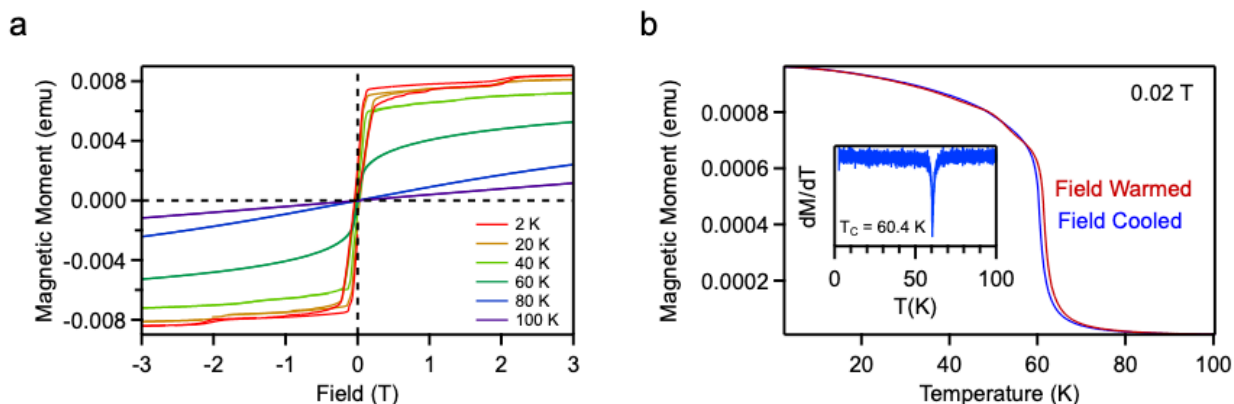 a
Magnetic Moment (emu)
0.008
0.004
0.000
-0.004
-0.008
2 K
20 K
40 K
60 K
80 K
100 K
-3 -2 -1 0 1 2 3
Field (T)
b
Magnetic Moment (emu)
0.0008
0.0006
0.0004
0.0002
0.02 T
Field Warmed
Field Cooled
dM/dT
T_C = 60.4 K
0 50 100
T(K)
20 40 60 80 100
Temperature (K)